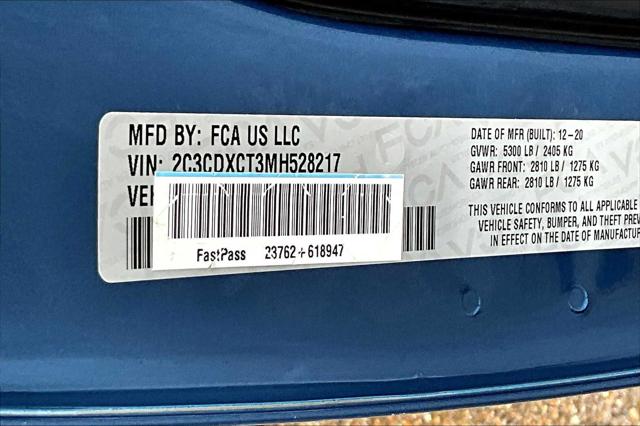 MFD BY: FCA US LLC
VIN: 2C3CDXCT3MH528217
FastPass 23762+618947
DATE OF MFR (BUILT): 12-20
GVWR: 5300 LB / 2405 KG
GAWR FRONT: 2810 LB / 1275 KG
GAWR REAR: 2810 LB / 1275 KG
THIS VEHICLE CONFORMS TO ALL APPLICABLE
VEHICLE SAFETY, BUMPER, AND THEFT
IN EFFECT ON THE DATE OF